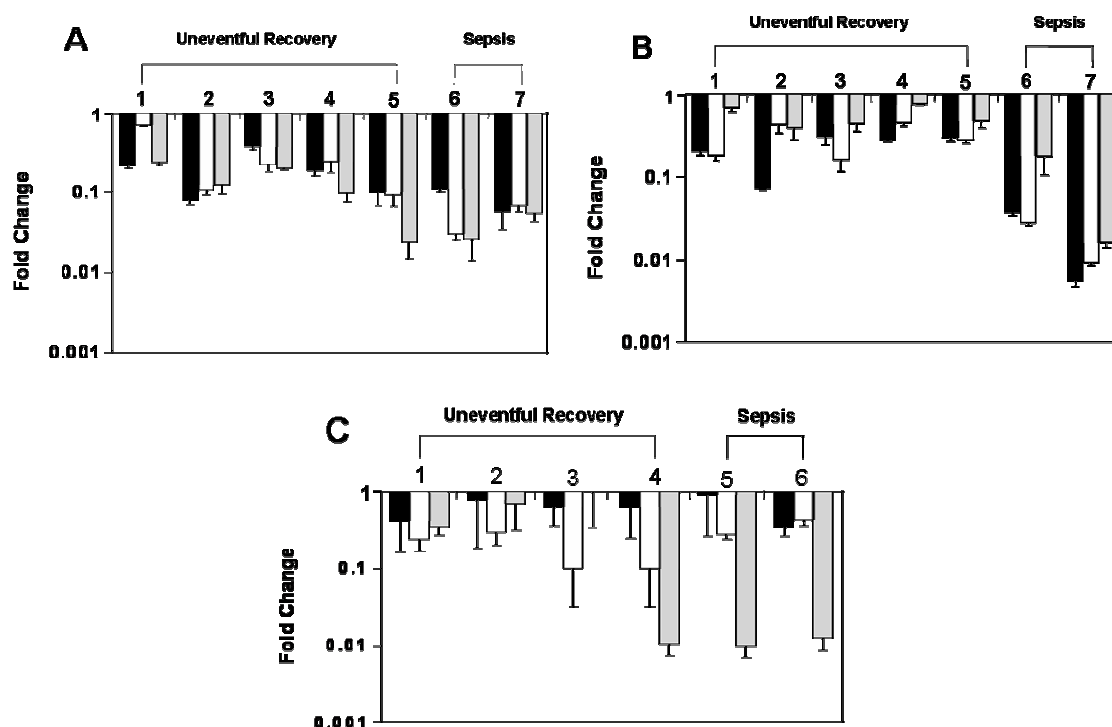 A
Uneventful Recovery Sepsis
1 2 3 4 5 6 7
1
0.1
0.01
0.001
Fold Change
B
Uneventful Recovery Sepsis
1 2 3 4 5 6 7
1
0.1
0.01
0.001
Fold Change
C
Uneventful Recovery Sepsis
1 2 3 4 5 6
1
0.1
0.01
0.001
Fold Change